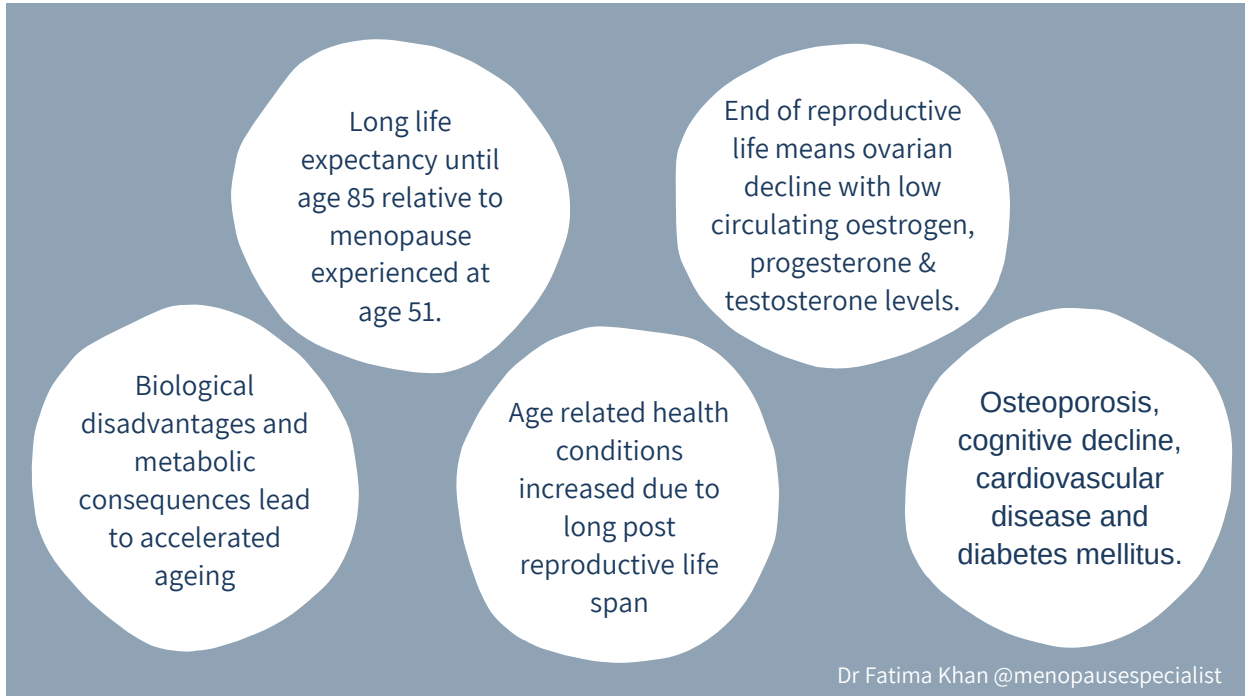 Long life
expectancy until
age 85 relative to
menopause
experienced at
age 51.
End of reproductive
life means ovarian
decline with low
circulating oestrogen,
progesterone &
testosterone levels.
Biological
disadvantages and
metabolic
consequences lead
to accelerated
ageing
Age related health
conditions
increased due to
long post
reproductive life
span
Osteoporosis,
cognitive decline,
cardiovascular
disease and
diabetes mellitus.
Dr Fatima Khan @menopausespecialist